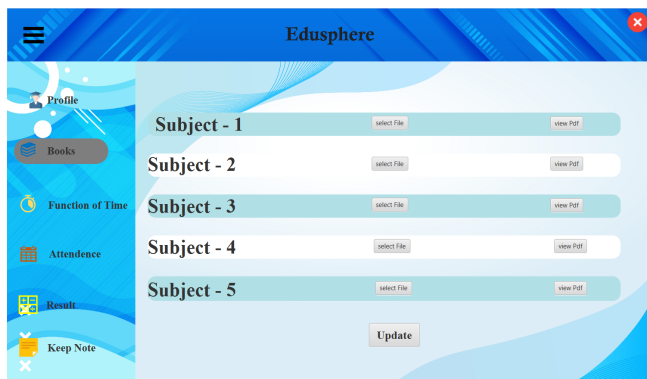 Edusphere
Profile
Books
Function of Time
Attendence
Result
Keep Note
Subject - 1 select File view Pdf
Subject - 2 select File view Pdf
Subject - 3 select File view Pdf
Subject - 4 select File view Pdf
Subject - 5 select File view Pdf
Update